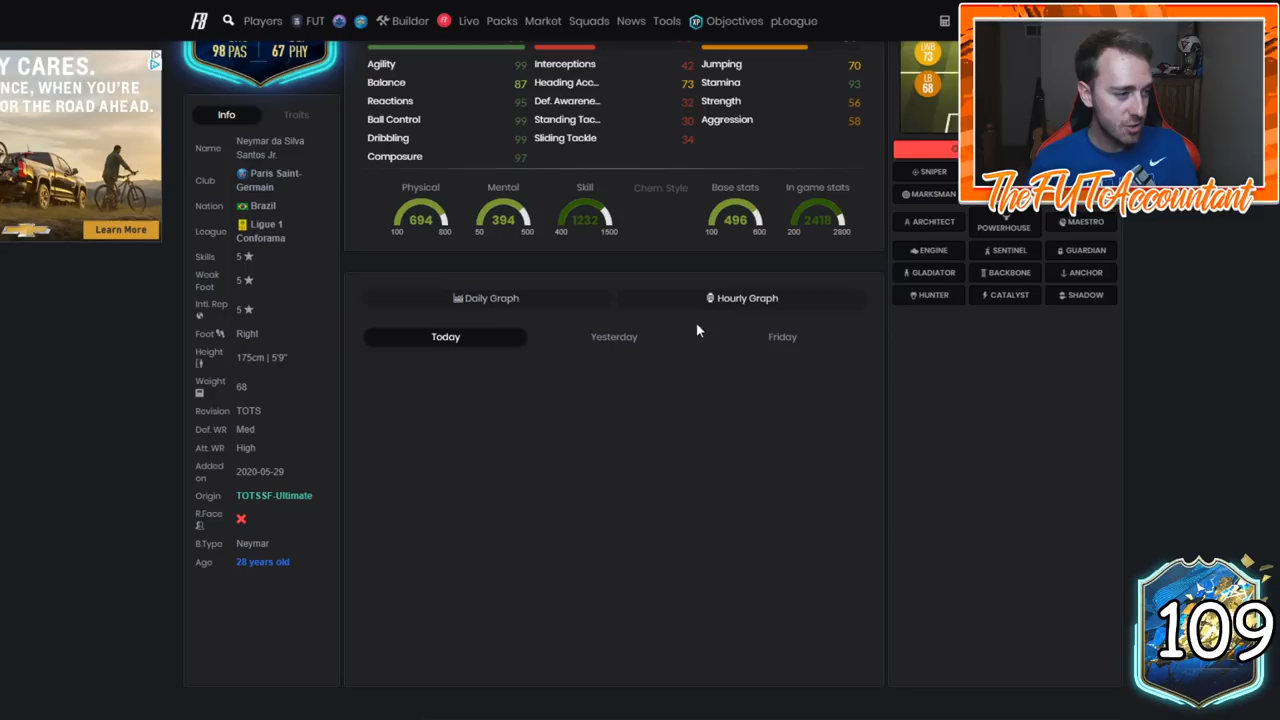 FB Players FUT Builder Live Packs Market Squads News Tools XP Objectives pLeague
Y CARES.
NCE, WHEN YOU'RE
OR THE ROAD AHEAD.
Learn More
98 PAS
67 PHY
Info Traits
Name Neymar da Silva
Santos Jr.
Club Paris Saint-
Germain
Nation Brazil
League Ligue 1
Conforama
Skills 5
Weak
Foot 5
Intl. Rep 5
Foot Right
Height 175cm | 5'9"
Weight 68
Revision TOTS
Def. WR Med
Att. WR High
Added
on 2020-05-29
Origin TOTSSF-Ultimate
R.Face
B.Type Neymar
Age 28 years old
Agility 99 Interceptions 42 Jumping 70
Balance 87 Heading Acc... 73 Stamina 93
Reactions 95 Def. Awarene... 32 Strength 56
Ball Control 99 Standing Tac... 30 Aggression 58
Dribbling 99 Sliding Tackle 34
Composure 97
Physical Mental Skill Chem. Style Base stats In game stats
694 394 1232 496 2418
100 800 50 500 400 1500 100 600 200 2800
Daily Graph Hourly Graph
Today Yesterday Friday
LWB
73
LB
68
SNIPER
MARKSMAN
ARCHITECT POWERHOUSE MAESTRO
ENGINE SENTINEL GUARDIAN
GLADIATOR BACKBONE ANCHOR
HUNTER CATALYST SHADOW
TheFUTAccountant
109